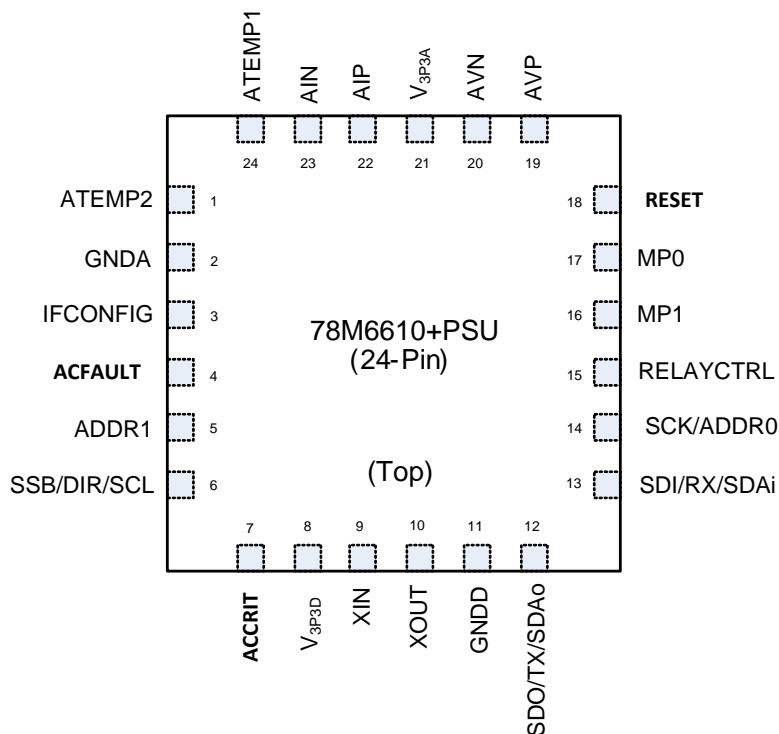 ATEMP1
AIN
AIP
V3P3A
AVN
AVP
24
23
22
21
20
19
ATEMP2
1
GNDA
2
IFCONFIG
3
ACFAULT
4
ADDR1
5
SSB/DIR/SCL
6
18
RESET
17
MP0
16
MP1
15
RELAYCTRL
14
SCK/ADDR0
13
SDI/RX/SDAi
78M6610+PSU
(24-Pin)
(Top)
7
8
9
10
11
12
ACCRIT
V3P3D
XIN
XOUT
GNDD
SDO/TX/SDAo